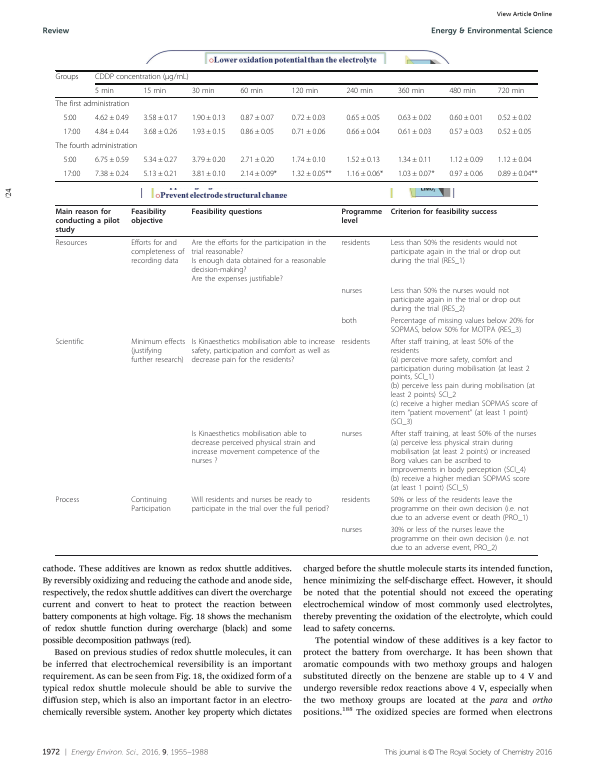 View Article Online
Review
Energy & Environmental Science
Lower oxidation potential than the electrolyte
Groups CDDP concentration (µg/mL)
5 min 15 min 30 min 60 min 120 min 240 min 360 min 480 min 720 min
The first administration
5:00 4.62 ± 0.49 3.58 ± 0.17 1.90 ± 0.13 0.87 ± 0.07 0.72 ± 0.03 0.65 ± 0.05 0.63 ± 0.02 0.60 ± 0.01 0.52 ± 0.02
17:00 4.84 ± 0.44 3.68 ± 0.26 1.93 ± 0.15 0.86 ± 0.05 0.71 ± 0.06 0.66 ± 0.04 0.61 ± 0.03 0.57 ± 0.03 0.52 ± 0.05
The fourth administration
5:00 6.75 ± 0.59 5.34 ± 0.27 3.79 ± 0.20 2.71 ± 0.20 1.74 ± 0.10 1.52 ± 0.13 1.34 ± 0.11 1.12 ± 0.09 1.12 ± 0.04
17:00 7.38 ± 0.24 5.13 ± 0.21 3.81 ± 0.10 2.14 ± 0.09* 1.32 ± 0.05** 1.16 ± 0.06* 1.03 ± 0.07* 0.97 ± 0.06 0.89 ± 0.04**
Prevent electrode structural change
Main reason for conducting a pilot study
Feasibility objective
Feasibility questions
Programme level
Criterion for feasibility success
Resources
Efforts for and
completeness of
recording data
Are the efforts for the participation in the
trial reasonable?
Is enough data obtained for a reasonable
decision-making?
Are the expenses justifiable?
residents
Less than 50% the residents would not
participate again in the trial or drop out
during the trial (RES_1)
nurses
Less than 50% the nurses would not
participate again in the trial or drop out
during the trial (RES_2)
both
Percentage of missing values below 20% for
SOPMAS, below 50% for MOTPA (RES_3)
Scientific
Minimum effects
(justifying
further research)
Is Kinaesthetics mobilisation able to increase
safety, participation and comfort as well as
decrease pain for the residents?
residents
After staff training, at least 50% of the
residents
(a) perceive more safety, comfort and
participation during mobilisation (at least 2
points, SCI_1)
(b) perceive less pain during mobilisation (at
least 2 points) SCI_2
(c) receive a higher median SOPMAS score of
item "patient movement" (at least 1 point)
(SCI_3)
Is Kinaesthetics mobilisation able to
decrease perceived physical strain and
increase movement competence of the
nurses ?
nurses
After staff training, at least 50% of the nurses
(a) perceive less physical strain during
mobilisation (at least 2 points) or increased
Borg values can be ascribed to
improvements in body perception (SCI_4)
(b) receive a higher median SOPMAS score
(at least 1 point) (SCI_5)
Process
Continuing
Participation
Will residents and nurses be ready to
participate in the trial over the full period?
residents
50% or less of the residents leave the
programme on their own decision (i.e. not
due to an adverse event or death (PRO_1)
nurses
30% or less of the nurses leave the
programme on their own decision (i.e. not
due to an adverse event, PRO_2)
cathode. These additives are known as redox shuttle additives.
By reversibly oxidizing and reducing the cathode and anode side,
respectively, the redox shuttle additives can divert the overcharge
current and convert to heat to protect the reaction between
battery components at high voltage. Fig. 18 shows the mechanism
of redox shuttle function during overcharge (black) and some
possible decomposition pathways (red).
Based on previous studies of redox shuttle molecules, it can
be inferred that electrochemical reversibility is an important
requirement. As can be seen from Fig. 18, the oxidized form of a
typical redox shuttle molecule should be able to survive the
diffusion step, which is also an important factor in an electro-
chemically reversible system. Another key property which dictates
charged before the shuttle molecule starts its intended function,
hence minimizing the self-discharge effect. However, it should
be noted that the potential should not exceed the operating
electrochemical window of most commonly used electrolytes,
thereby preventing the oxidation of the electrolyte, which could
lead to safety concerns.
The potential window of these additives is a key factor to
protect the battery from overcharge. It has been shown that
aromatic compounds with two methoxy groups and halogen
substituted directly on the benzene are stable up to 4 V and
undergo reversible redox reactions above 4 V, especially when
the two methoxy groups are located at the para and ortho
positions.¹⁸⁸ The oxidized species are formed when electrons
1972 | Energy Environ. Sci., 2016, 9, 1955–1988
This journal is © The Royal Society of Chemistry 2016